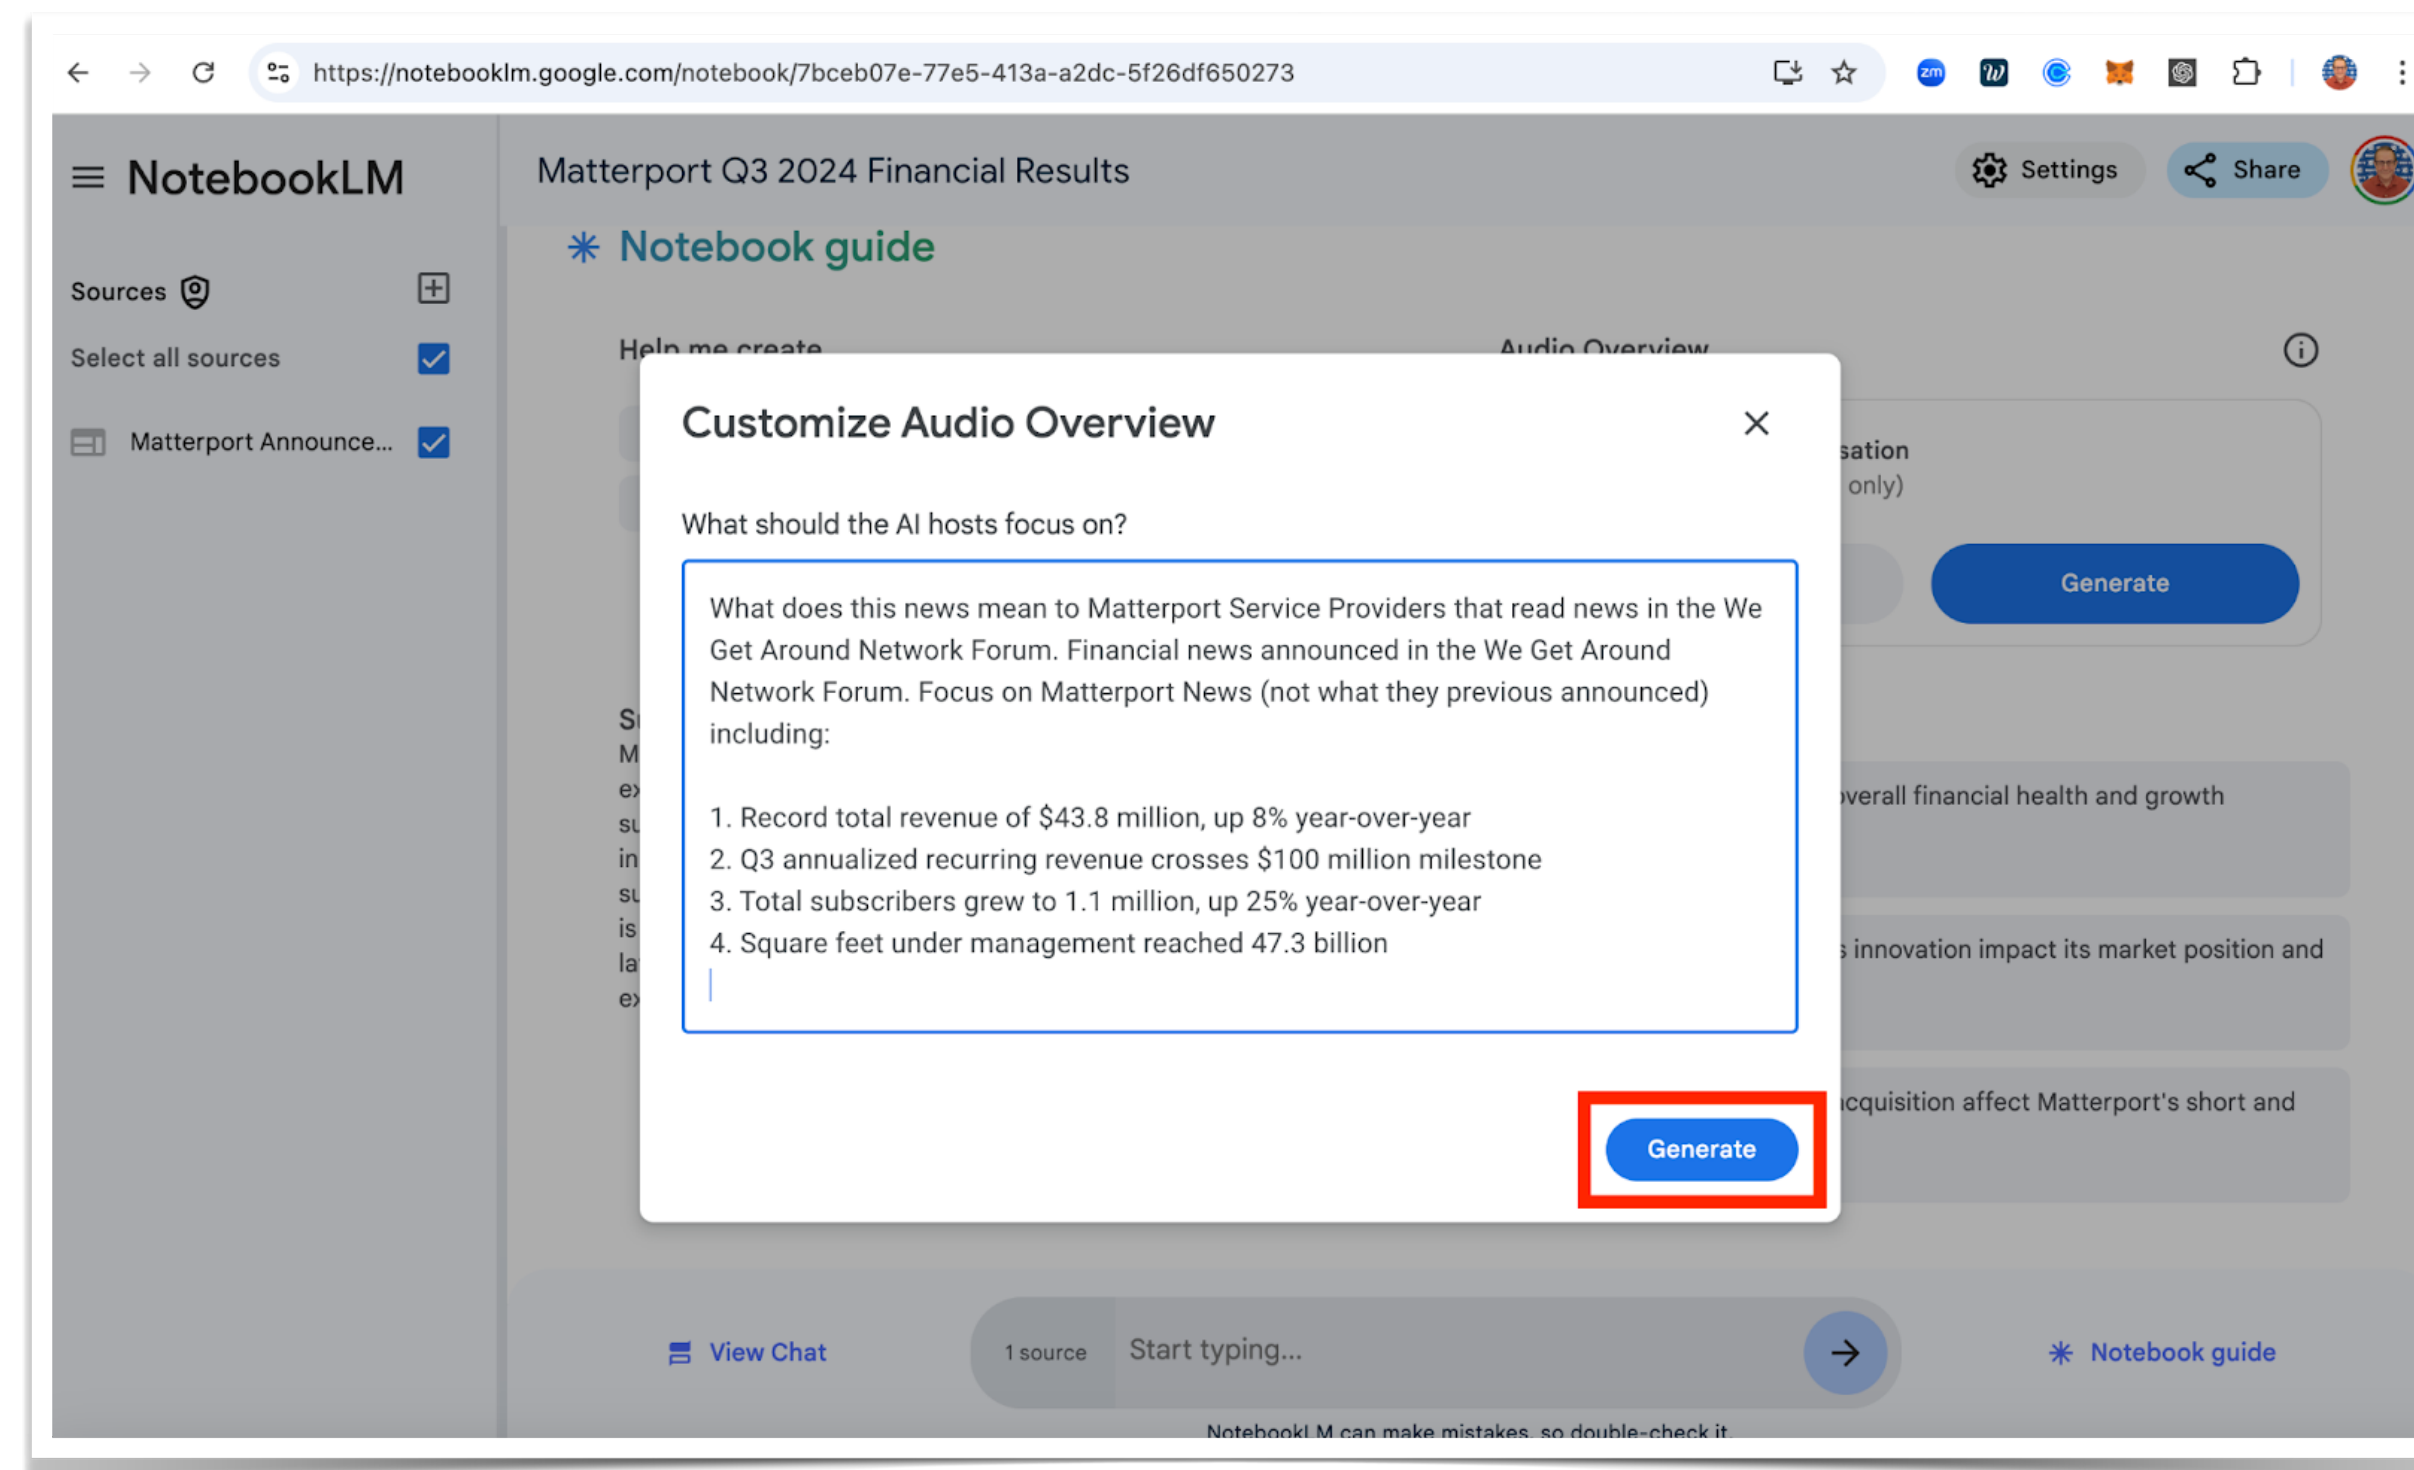 https://notebooklm.google.com/notebook/7bceb07e-77e5-413a-a2dc-5f26df650273
zm
NotebookLM
Matterport Q3 2024 Financial Results
Settings
Share
Notebook guide
Sources
Select all sources
Matterport Announce...
Help me create
Audio Overview
only)
Generate
Customize Audio Overview
What should the AI hosts focus on?
What does this news mean to Matterport Service Providers that read news in the We
Get Around Network Forum. Financial news announced in the We Get Around
Network Forum. Focus on Matterport News (not what they previous announced)
including:
1. Record total revenue of $43.8 million, up 8% year-over-year
2. Q3 annualized recurring revenue crosses $100 million milestone
3. Total subscribers grew to 1.1 million, up 25% year-over-year
4. Square feet under management reached 47.3 billion
Generate
financial health and growth
innovation impact its market position and
affect Matterport's short and
View Chat
1 source
Start typing...
Notebook guide
NotebookLM can make mistakes, so double-check it.